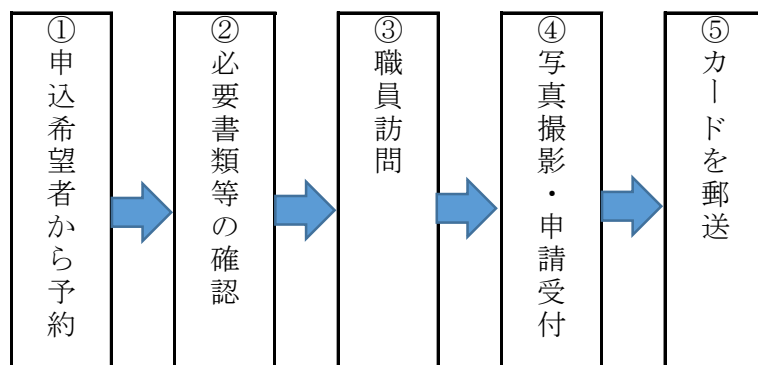 ①申込希望者から予約
②必要書類等の確認
③職員訪問
④写真撮影・申請受付
⑤カードを郵送